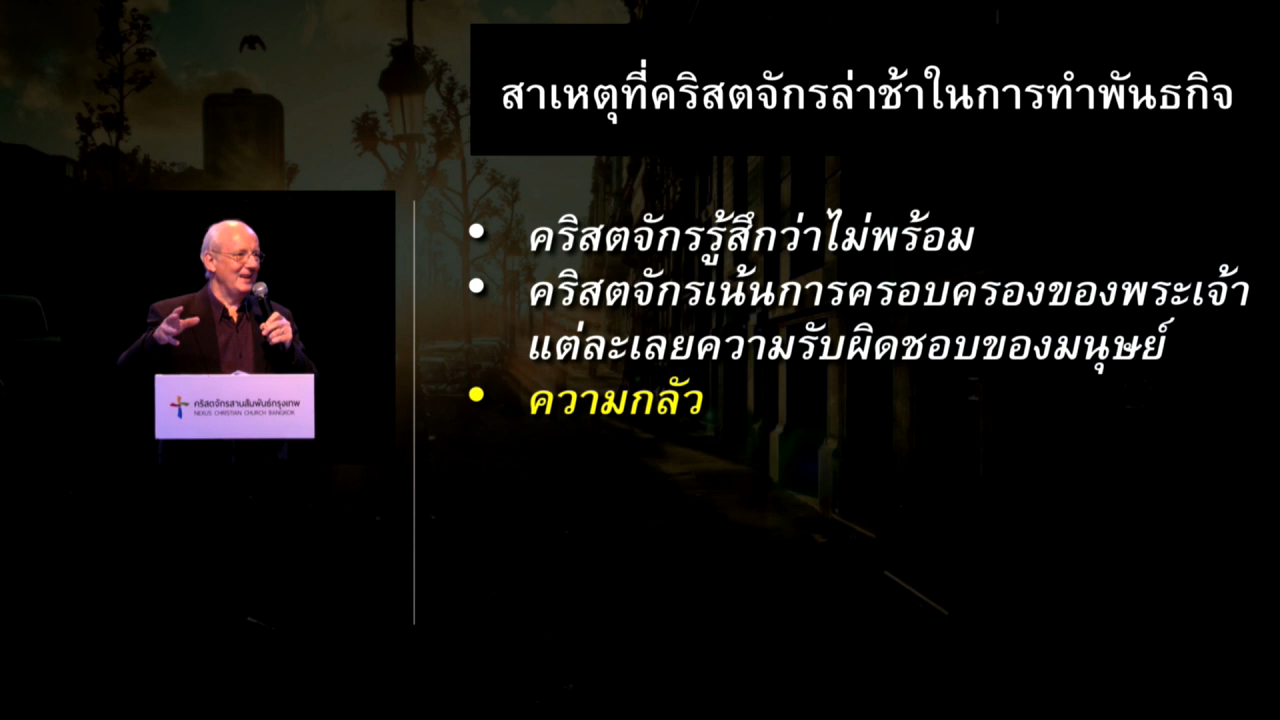 สาเหตุที่คริสตจักรล่าช้าในการทำพันธกิจ
• คริสตจักรรู้สึกว่าไม่พร้อม
• คริสตจักรเน้นการครอบครองของพระเจ้า
แต่ละเลยความรับผิดชอบของมนุษย์
• ความกลัว
คริสตจักรสานสัมพันธ์กรุงเทพ
NEXUS CHRISTIAN CHURCH BANGKOK